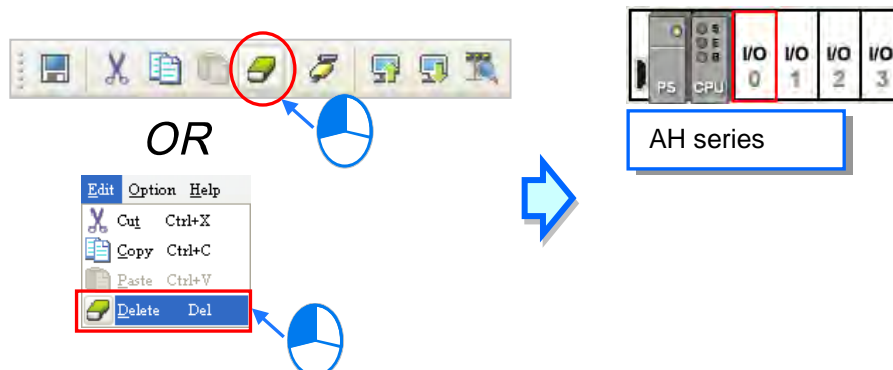 OR
Edit Option Help
Cut Ctrl+X
Copy Ctrl+C
Paste Ctrl+V
Delete Del
PS CPU I/O 0 I/O 1 I/O 2 I/O 3
AH series